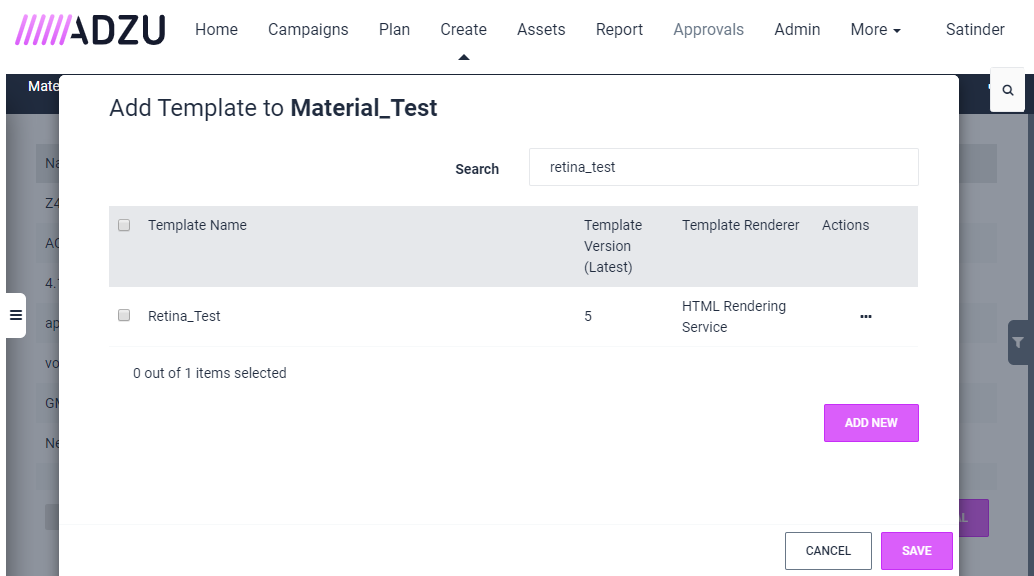 ADZU Home Campaigns Plan Create Assets Report Approvals Admin More Satinder
Mate
Add Template to Material_Test
Search retina_test
Template Name Template Version (Latest) Template Renderer Actions
Retina_Test 5 HTML Rendering Service ...
0 out of 1 items selected
ADD NEW
CANCEL SAVE
Na
Z4
AC
4.
ap
vo
GM
Ne